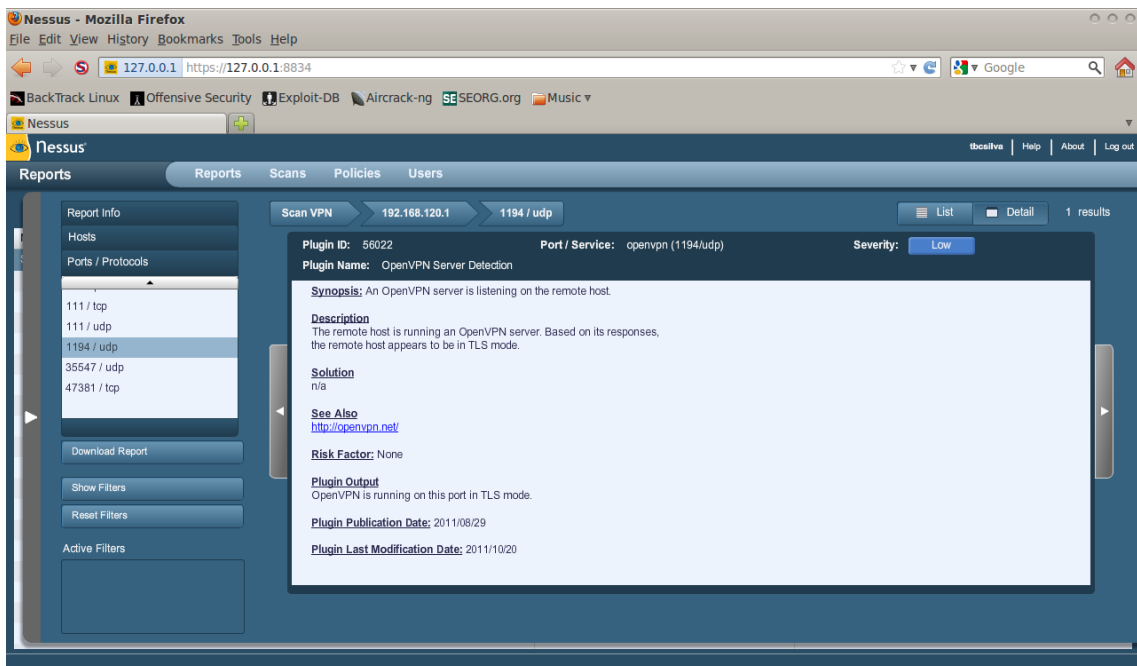 Nessus - Mozilla Firefox
File Edit View History Bookmarks Tools Help
127.0.0.1 https://127.0.0.1:8834 Google
BackTrack Linux Offensive Security Exploit-DB Aircrack-ng SE SEORG.org Music
Nessus
nessus tbosilva Help About Log out
Reports Reports Scans Policies Users
Report Info
Hosts
Ports / Protocols
111 / tcp
111 / udp
1194 / udp
35547 / udp
47381 / tcp
Download Report
Show Filters
Reset Filters
Active Filters
Scan VPN 192.168.120.1 1194 / udp List Detail 1 results
Plugin ID: 56022 Port / Service: openvpn (1194/udp) Severity: Low
Plugin Name: OpenVPN Server Detection
Synopsis: An OpenVPN server is listening on the remote host.
Description
The remote host is running an OpenVPN server. Based on its responses,
the remote host appears to be in TLS mode.
Solution
n/a
See Also
http://openvpn.net/
Risk Factor: None
Plugin Output
OpenVPN is running on this port in TLS mode.
Plugin Publication Date: 2011/08/29
Plugin Last Modification Date: 2011/10/20